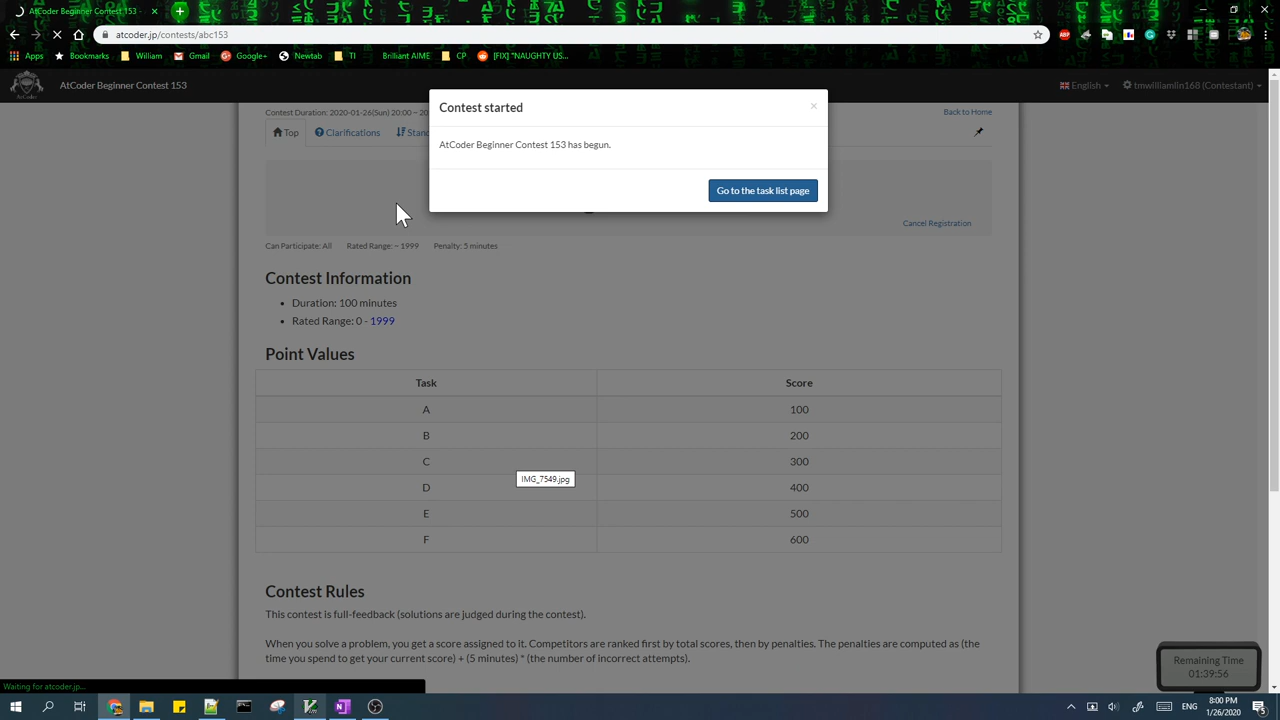 AtCoder Beginner Contest 153 -
atcoder.jp/contests/abc153
Apps Bookmarks William Gmail Google+ Newtab TI Brilliant AIME CP [FIX] "NAUGHTY US...
AtCoder Beginner Contest 153 English tmwilliamlin168 (Contestant)
Contest started ×
Contest Duration: 2020-01-26(Sun) 20:00 ~ 20 Back to Home
Top Clarifications Stan
AtCoder Beginner Contest 153 has begun.
Go to the task list page
Cancel Registration
Can Participate: All Rated Range: ~ 1999 Penalty: 5 minutes
Contest Information
Duration: 100 minutes
Rated Range: 0 - 1999
Point Values
Task Score
A 100
B 200
C 300
IMG_7549.jpg
D 400
E 500
F 600
Contest Rules
This contest is full-feedback (solutions are judged during the contest).
When you solve a problem, you get a score assigned to it. Competitors are ranked first by total scores, then by penalties. The penalties are computed as (the
time you spend to get your current score) + (5 minutes) * (the number of incorrect attempts).
Remaining Time
01:39:56
Waiting for atcoder.jp...
ENG 8:00 PM
1/26/2020